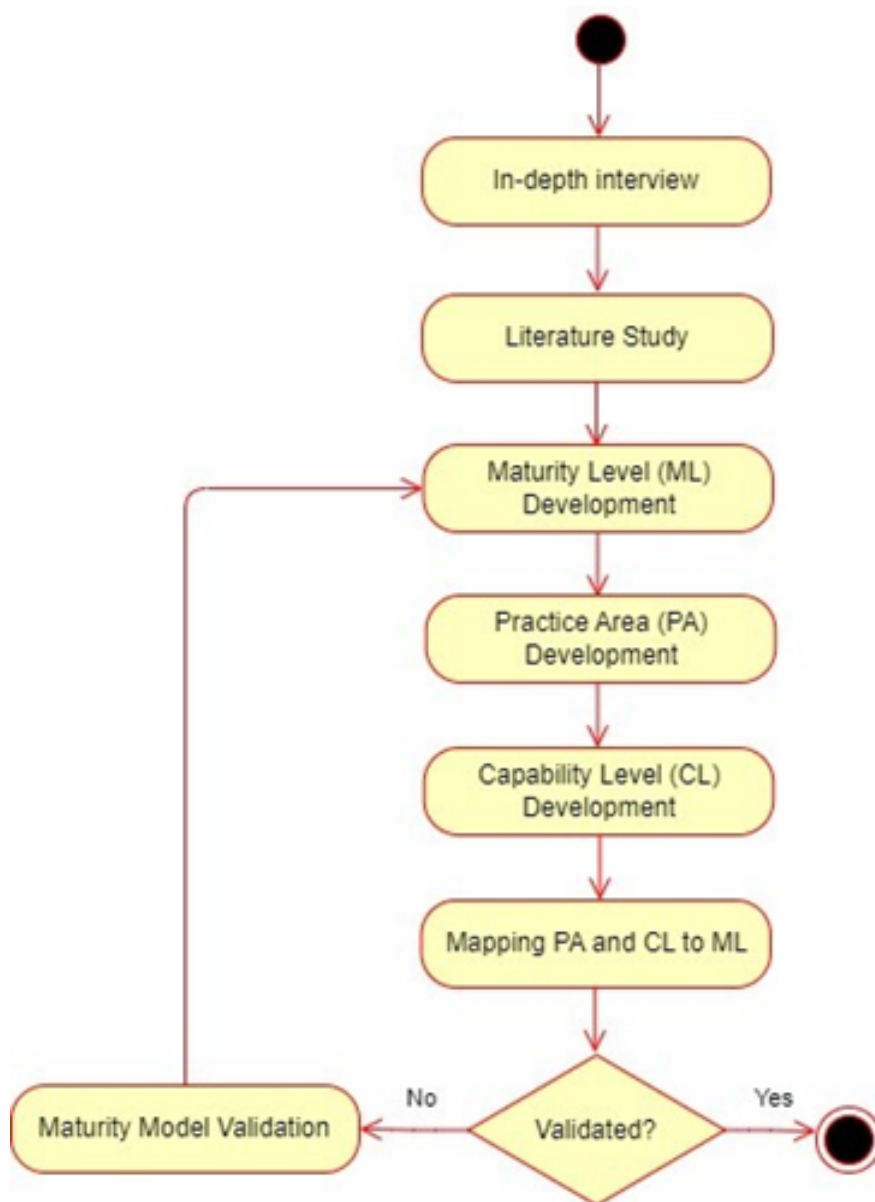 In-depth interview
Literature Study
Maturity Level (ML)
Development
Practice Area (PA)
Development
Capability Level (CL)
Development
Mapping PA and CL to ML
No
Yes
Maturity Model Validation
Validated?